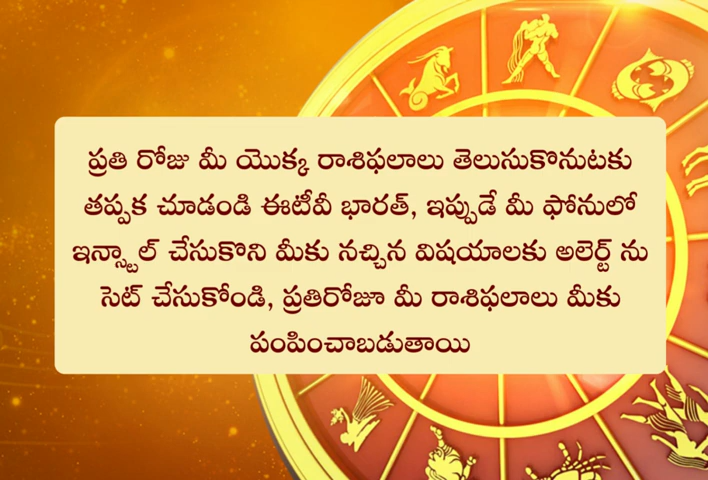 ప్రతి రోజు మీ యొక్క రాశిఫలాలు తెలుసుకొనుటకు
తప్పక చూడండి ఈటీవీ భారత్, ఇప్పుడే మీ ఫోనులో
ఇన్స్టాల్ చేసుకొని మీకు నచ్చిన విషయాలకు అలెర్ట్ ను
సెట్ చేసుకోండి, ప్రతిరోజూ మీ రాశిఫలాలు మీకు
పంపించాబడుతాయి